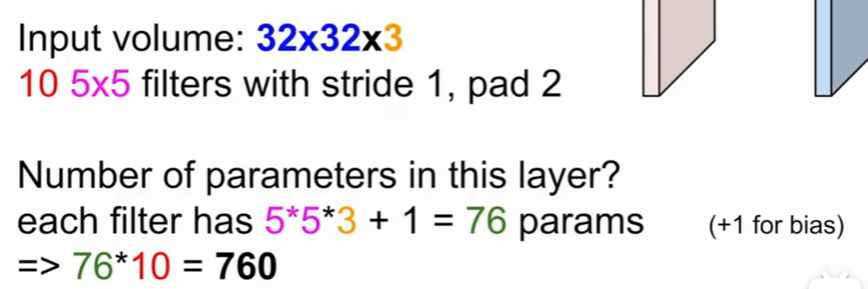 Input volume: 32x32x3
10 5x5 filters with stride 1, pad 2
Number of parameters in this layer?
each filter has 5*5*3 + 1 = 76 params (+1 for bias)
=> 76*10 = 760